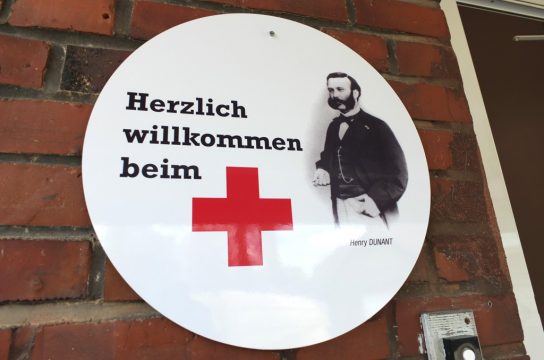 Herzlich
willkommen
beim
Henry DUNANT